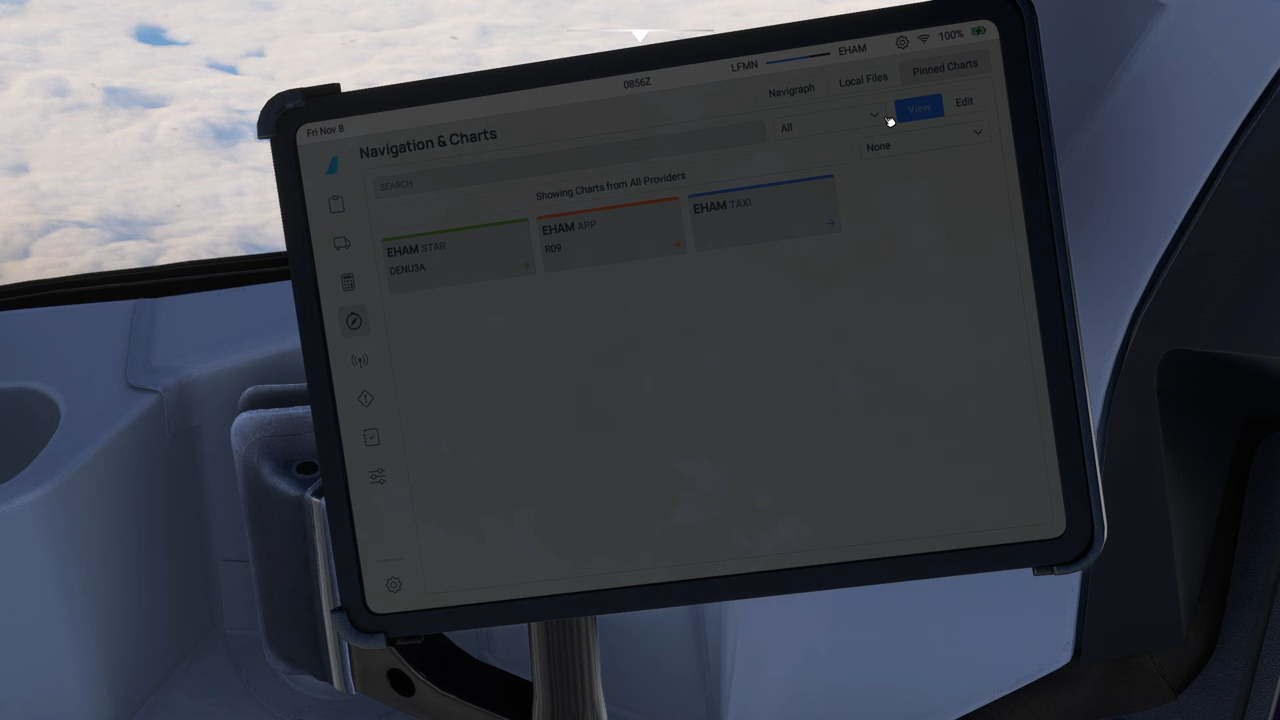 Fri Nov 8
0856Z
LFMN
EHAM
100%
Navigation & Charts
Navigraph
Local Files
Pinned Charts
SEARCH
All
View
Edit
None
Showing Charts from All Providers
EHAM STAR
DENU3A
EHAM APP
R09
EHAM TAXI